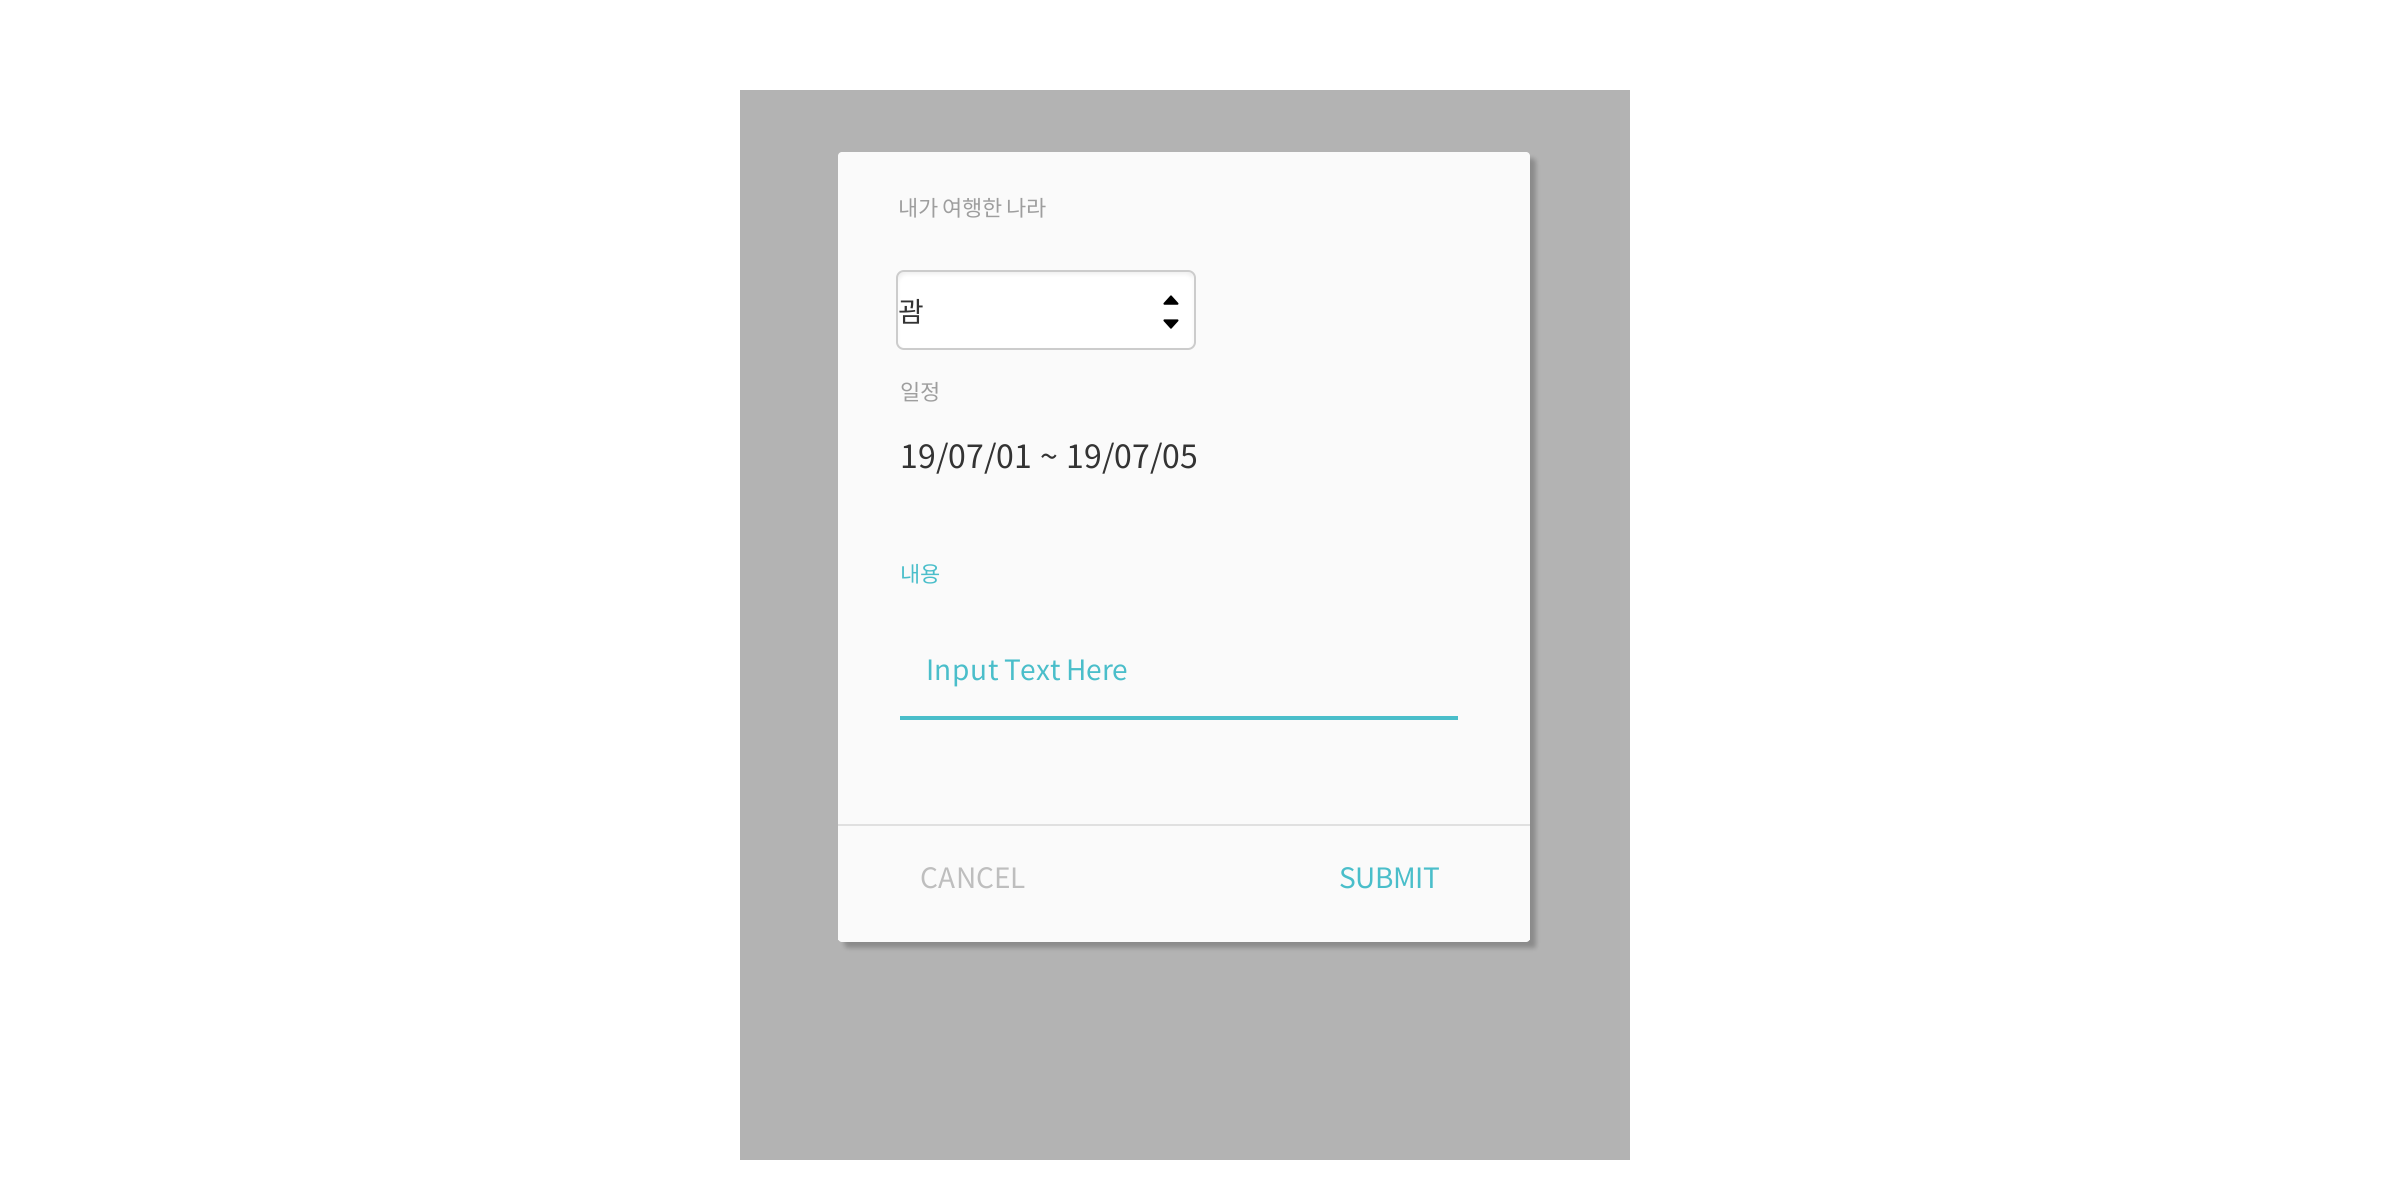 내가 여행한 나라
괌
일정
19/07/01 ~ 19/07/05
내용
Input Text Here
CANCEL
SUBMIT